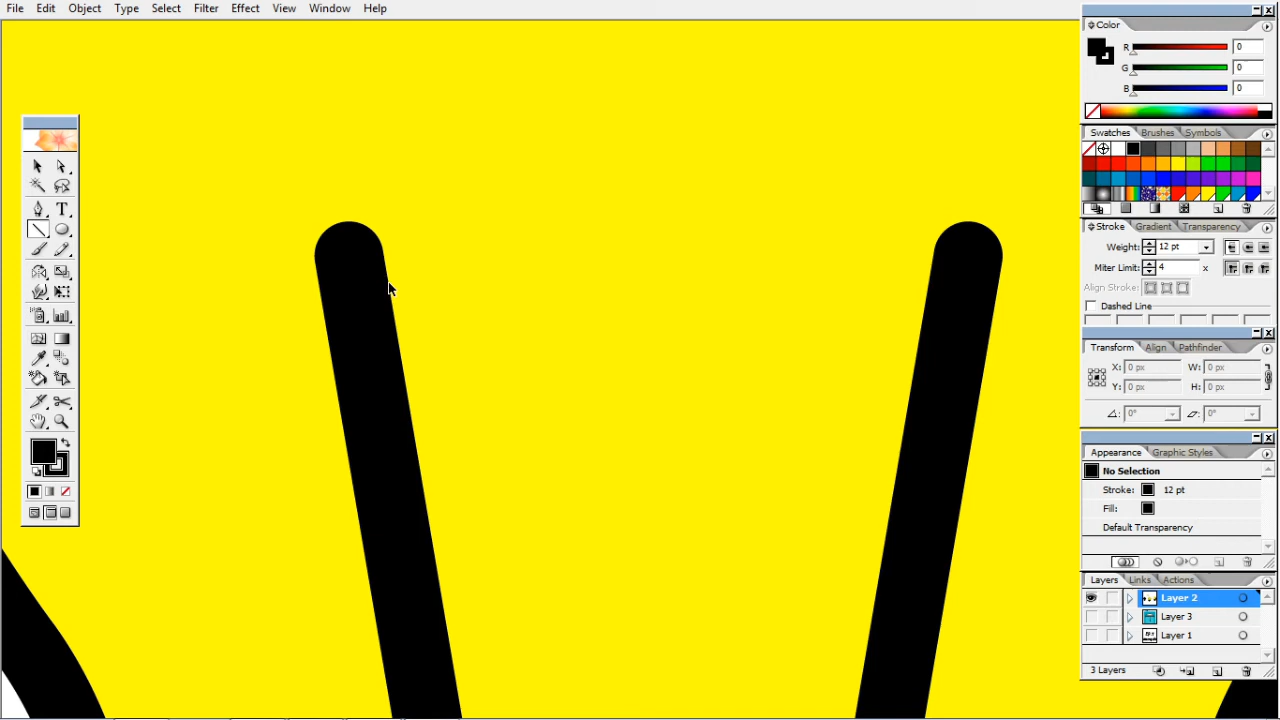 File Edit Object Type Select Filter Effect View Window Help
Color
R 0
G 0
B 0
Swatches Brushes Symbols
T
Stroke Gradient Transparency
Weight: 12 pt
Miter Limit: 4 x
Align Stroke:
Dashed Line
Transform Align Pathfinder
X: 0 px W: 0 px
Y: 0 px H: 0 px
0° 0°
Appearance Graphic Styles
No Selection
Stroke: 12 pt
Fill:
Default Transparency
Layers Links Actions
Layer 2
Layer 3
Layer 1
3 Layers